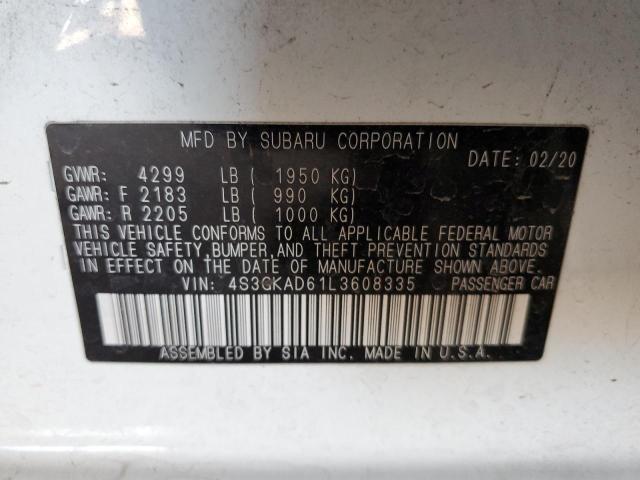 MFD BY SUBARU CORPORATION
DATE: 02/20
GVWR: 4299 LB ( 1950 KG)
GAWR: F 2183 LB ( 990 KG)
GAWR: R 2205 LB ( 1000 KG)
THIS VEHICLE CONFORMS TO ALL APPLICABLE FEDERAL MOTOR
VEHICLE SAFETY, BUMPER, AND THEFT PREVENTION STANDARDS
IN EFFECT ON THE DATE OF MANUFACTURE SHOWN ABOVE.
VIN: 4S3GKAD61L3608335 PASSENGER CAR
ASSEMBLED BY SIA INC. MADE IN U.S.A.